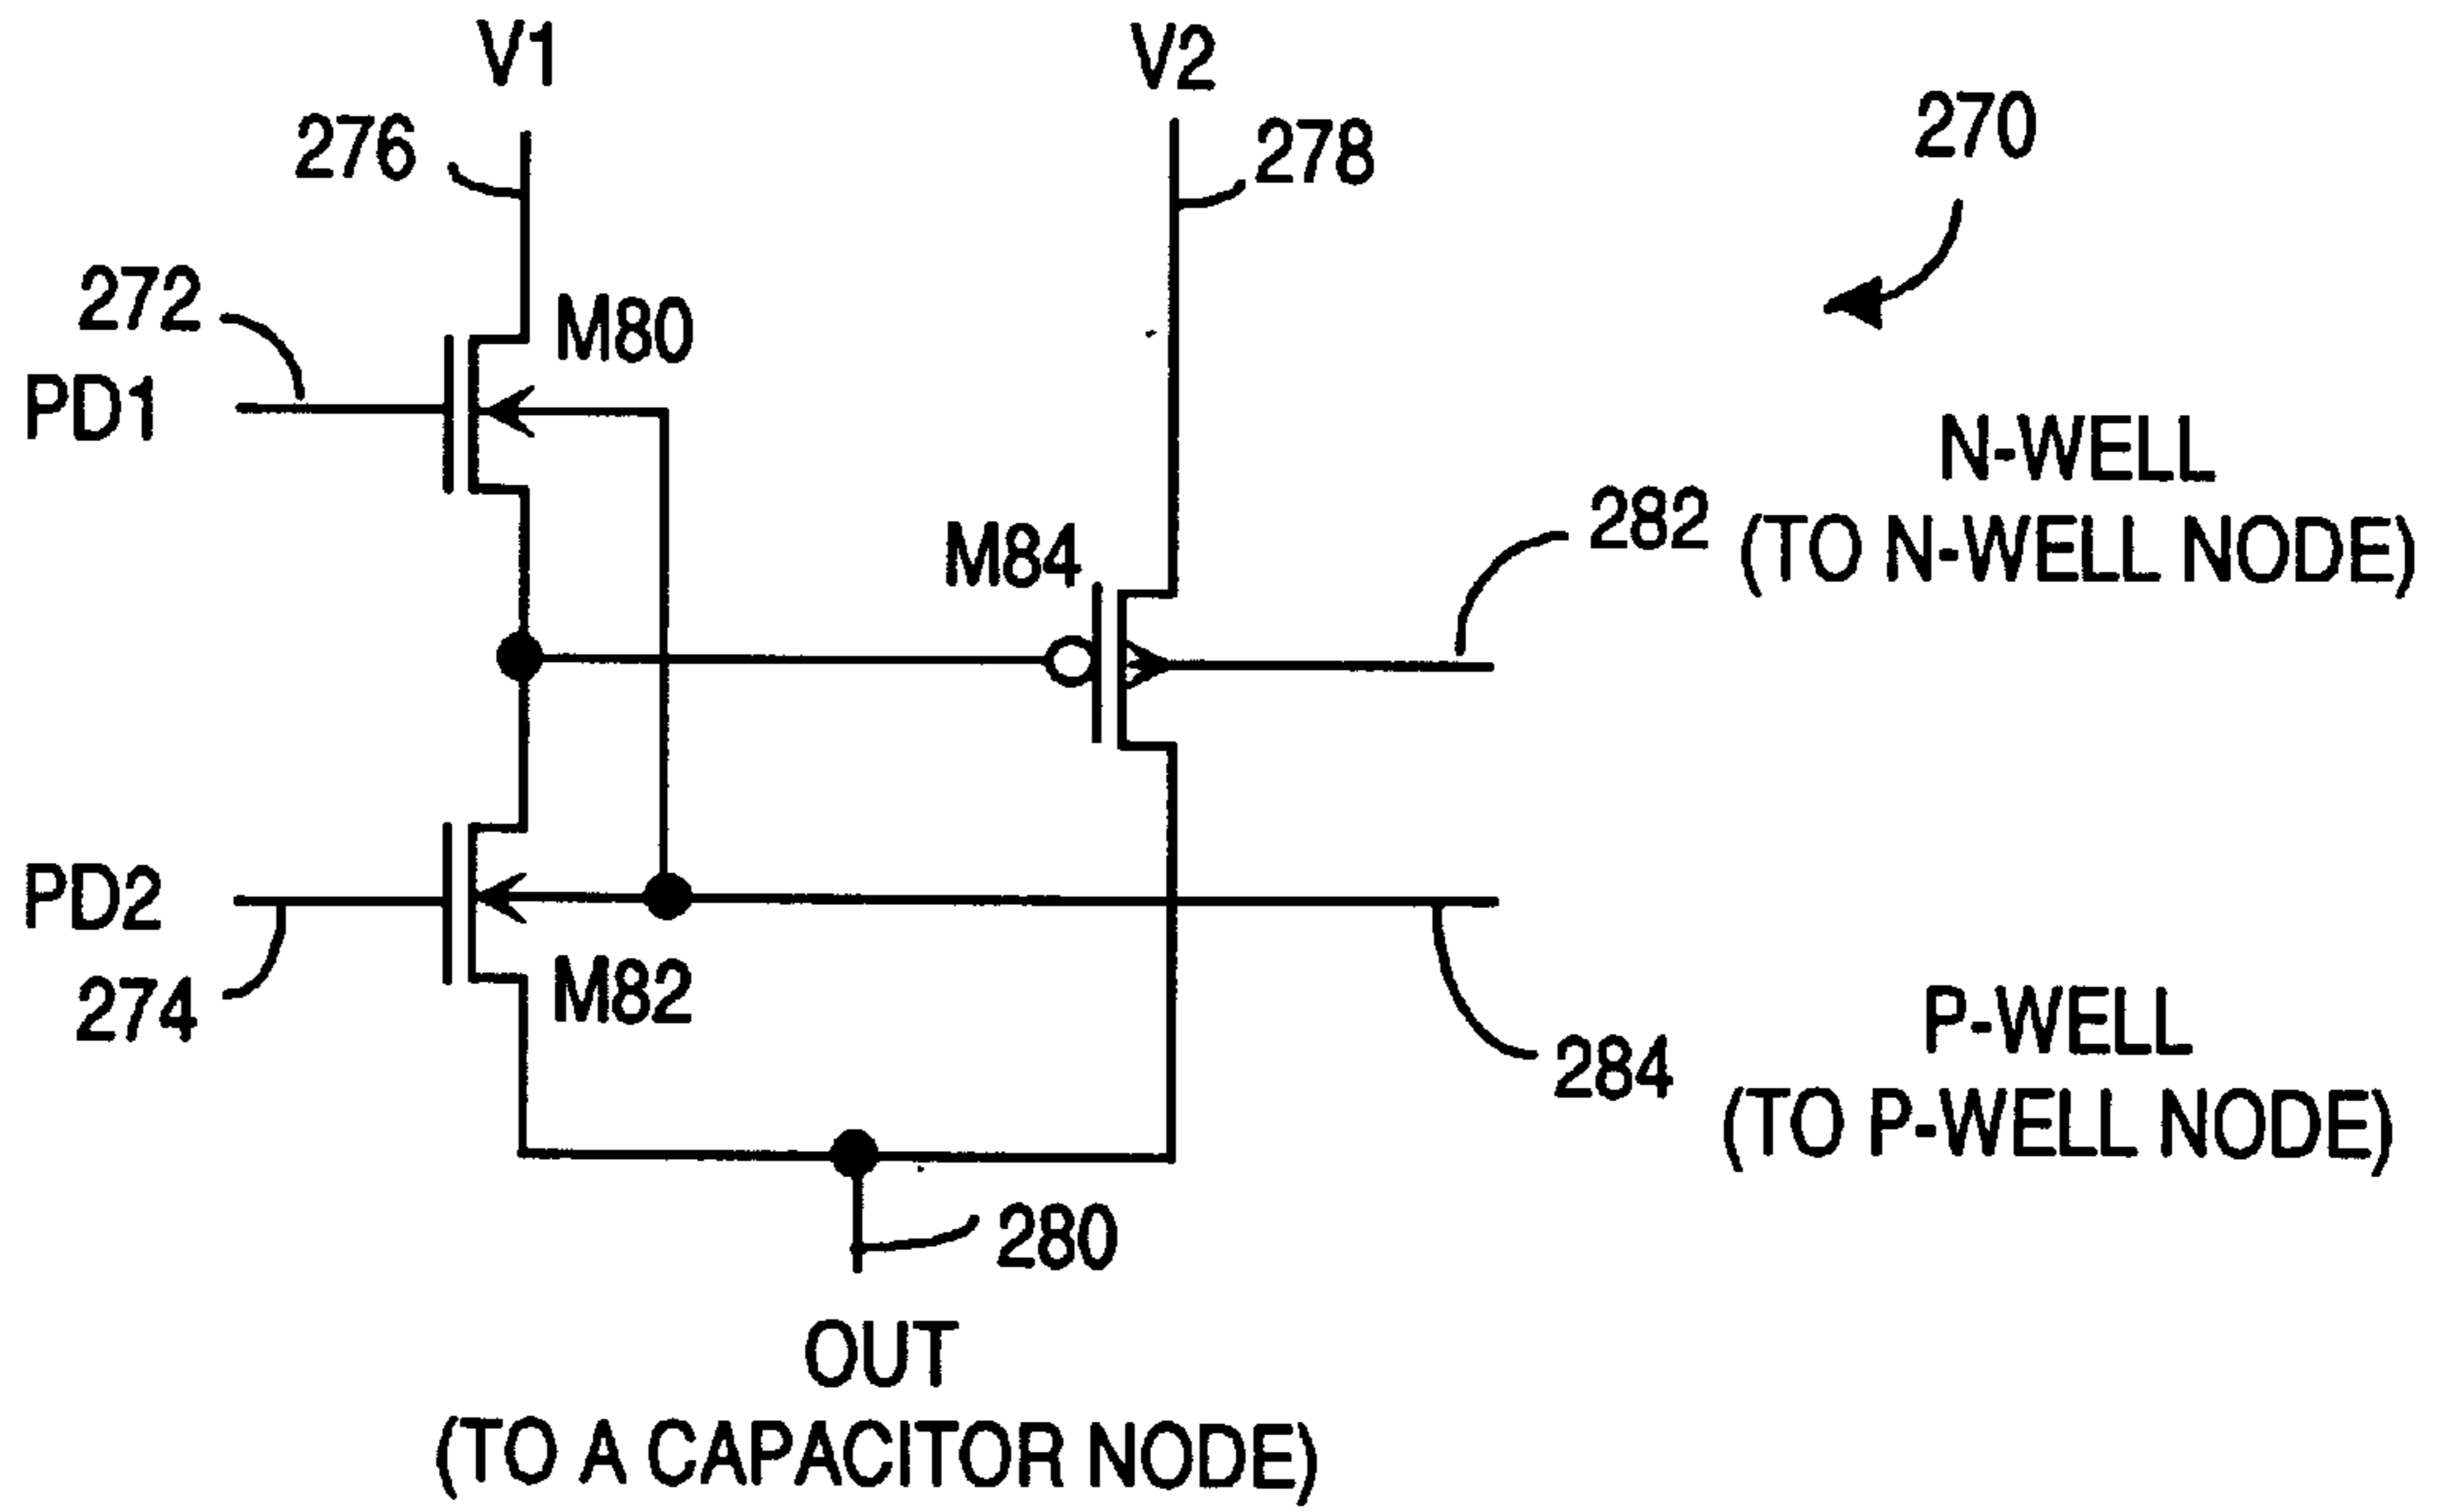 V1
V2
276
278
270
272
M80
PD1
N-WELL
282
(TO N-WELL NODE)
M84
PD2
274
M82
P-WELL
284
(TO P-WELL NODE)
280
OUT
(TO A CAPACITOR NODE)